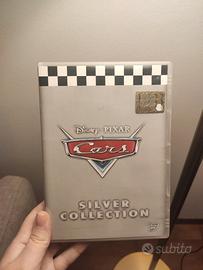 Disney · PIXAR
Cars
SILVER
COLLECTION
subito